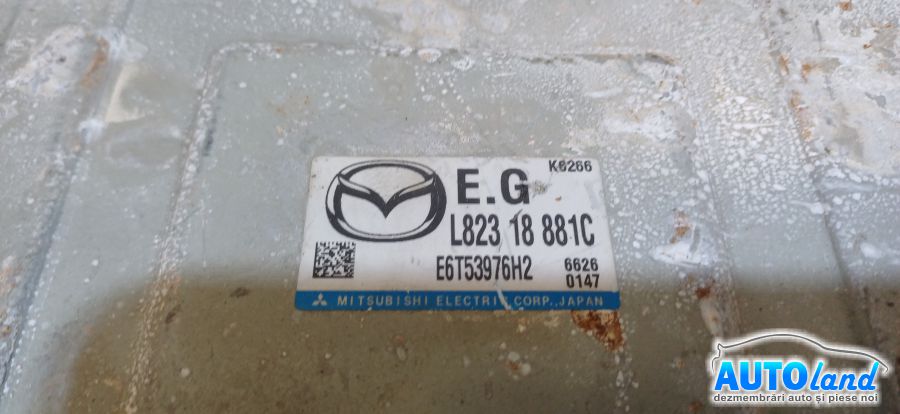 K6266
E.G
L823 18 881C
E6T53976H2
6626
0147
MITSUBISHI ELECTRIC CORP., JAPAN
AUTOland
dezmembrări auto și piese noi